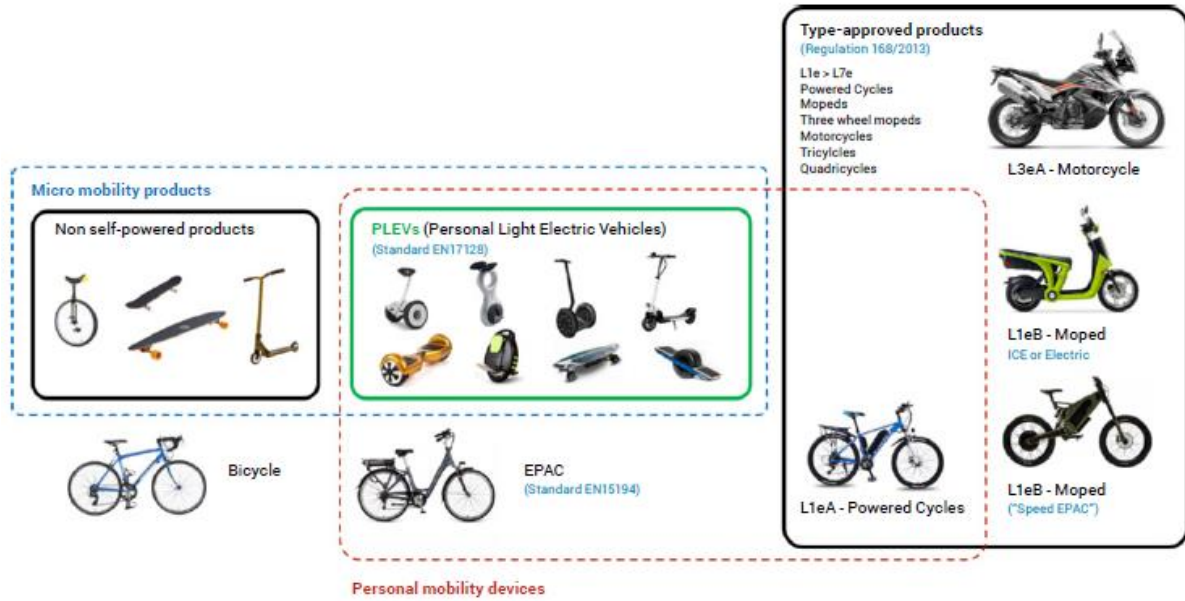 Type-approved products
(Regulation 168/2013)
L1e > L7e
Powered Cycles
Mopeds
Three wheel mopeds
Motorcycles
Tricylcles
Quadricycles
L3eA - Motorcycle
Micro mobility products
Non self-powered products
PLEVs (Personal Light Electric Vehicles)
(Standard EN17128)
L1eB - Moped
ICE or Electric
Bicycle
EPAC
(Standard EN15194)
L1eA - Powered Cycles
L1eB - Moped
("Speed EPAC")
Personal mobility devices